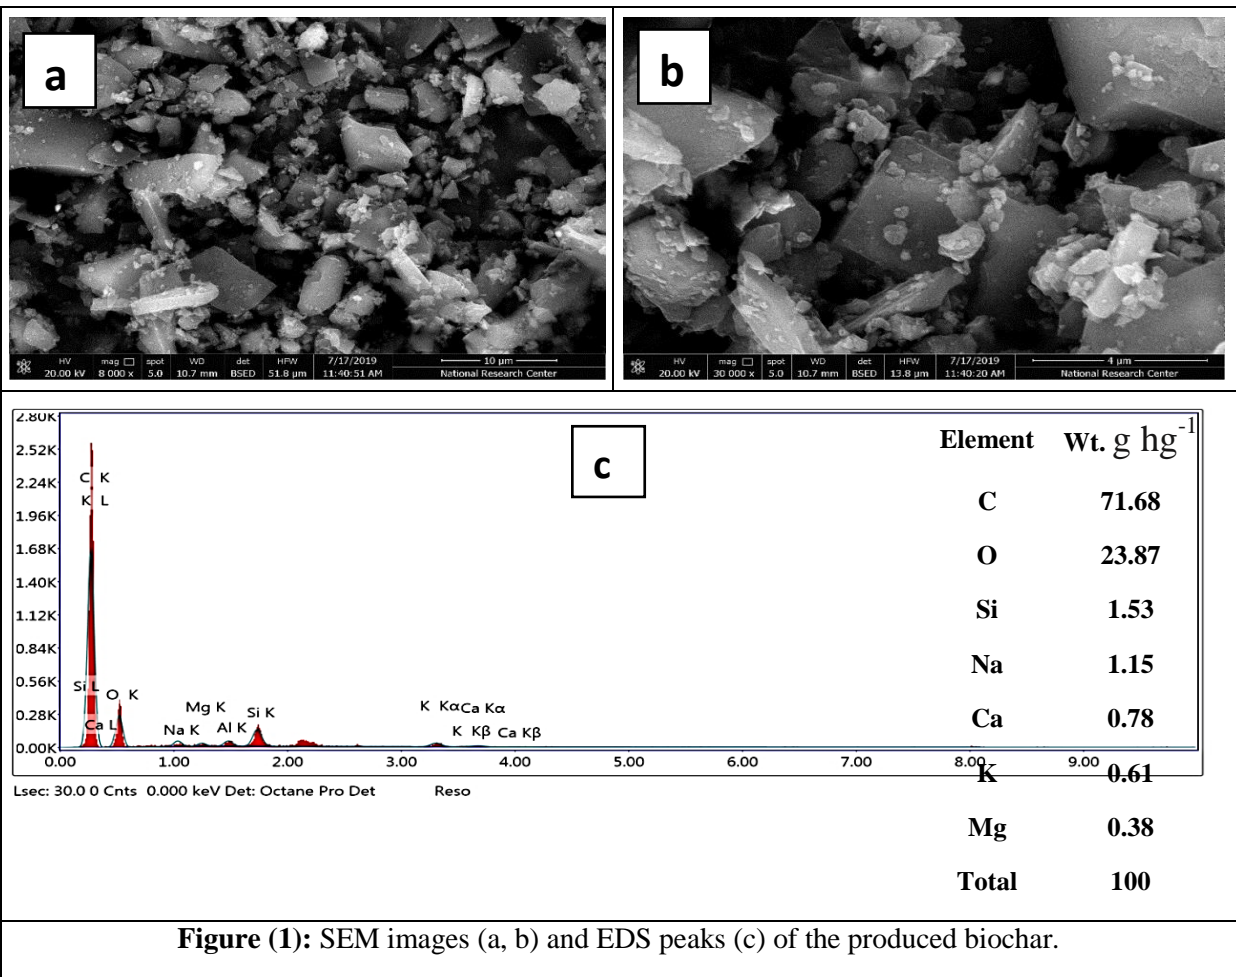 a
HV mag □ spot WD det HFW 7/17/2019 10 µm
20.00 kV 8 000 x 5.0 10.7 mm BSED 51.8 µm 11:40:51 AM National Research Center
b
HV mag □ spot WD det HFW 7/17/2019 4 µm
20.00 kV 30 000 x 5.0 10.7 mm BSED 13.8 µm 11:40:20 AM National Research Center
c
2.80K
2.52K
2.24K
1.96K
1.68K
1.40K
1.12K
0.84K
0.56K
0.28K
0.00K
C K
K L
Si L
O K
Ca L
Na K
Mg K
Al K
Si K
K Kα Ca Kα
K Kβ Ca Kβ
0.00 1.00 2.00 3.00 4.00 5.00 6.00 7.00 8.00 9.00
Lsec: 30.0 0 Cnts 0.000 keV Det: Octane Pro Det Reso
Element Wt. g hg⁻¹
C 71.68
O 23.87
Si 1.53
Na 1.15
Ca 0.78
K 0.61
Mg 0.38
Total 100
Figure (1): SEM images (a, b) and EDS peaks (c) of the produced biochar.